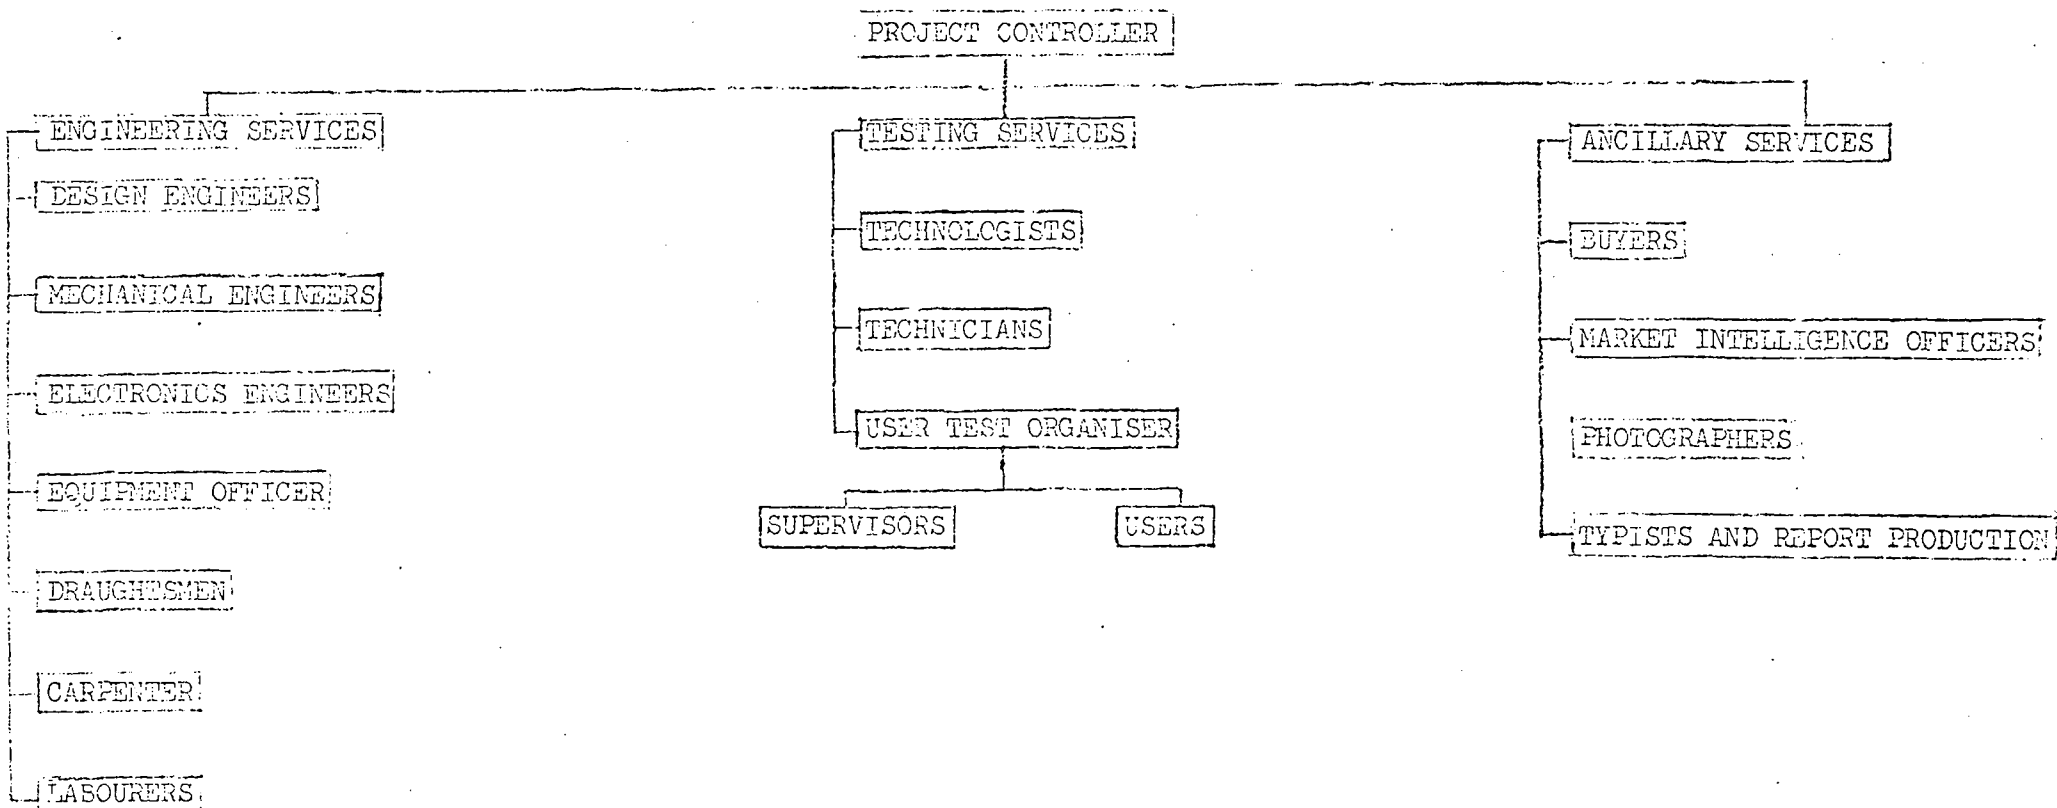 PROJECT CONTROLLER
ENGINEERING SERVICES
DESIGN ENGINEERS
MECHANICAL ENGINEERS
ELECTRONICS ENGINEERS
EQUIPMENT OFFICER
DRAUGHTSMEN
CARPENTER
LABOURERS
TESTING SERVICES
TECHNOLOGISTS
TECHNICIANS
USER TEST ORGANISER
SUPERVISORS
USERS
ANCILLARY SERVICES
BUYERS
MARKET INTELLIGENCE OFFICERS
PHOTOGRAPHERS
TYPISTS AND REPORT PRODUCTION